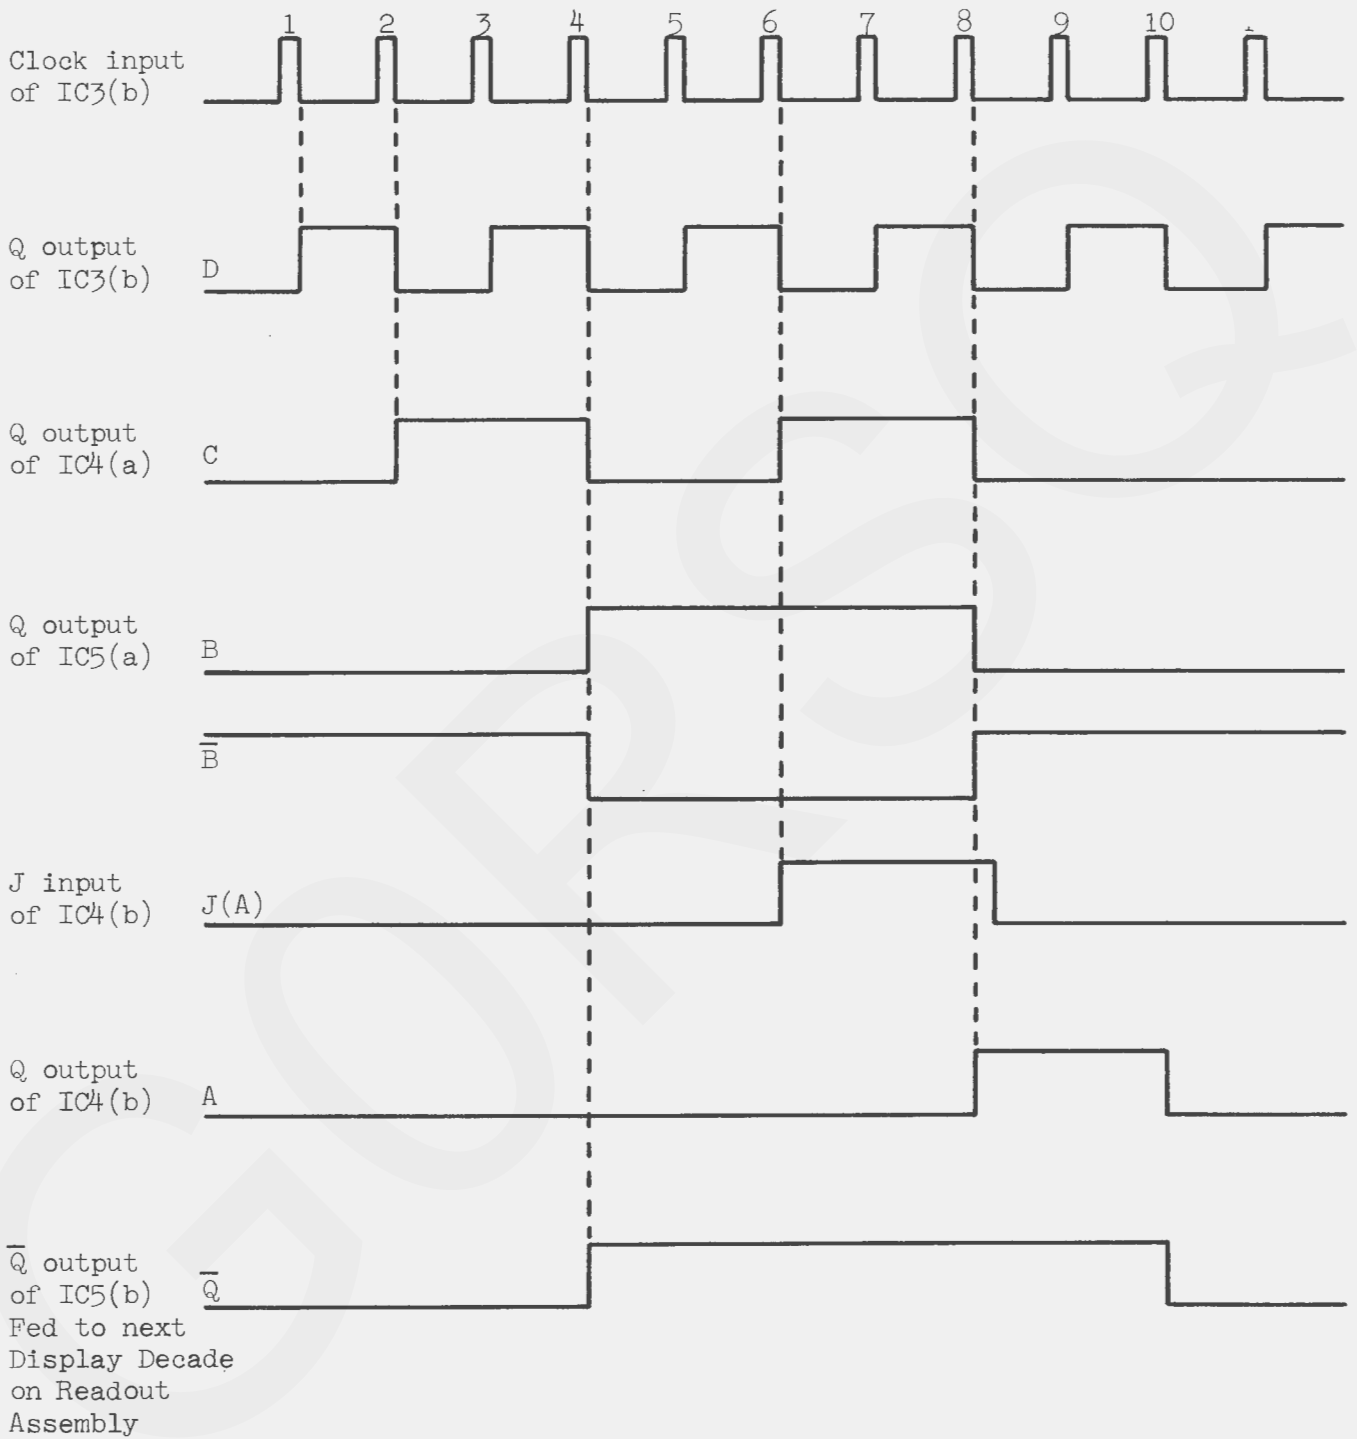 1 2 3 4 5 6 7 8 9 10
Clock input
of IC3(b)
Q output
of IC3(b)
D
Q output
of IC4(a)
C
Q output
of IC5(a)
B
B̅
J input
of IC4(b)
J(A)
Q output
of IC4(b)
A
Q̅ output
of IC5(b)
Q̅
Fed to next
Display Decade
on Readout
Assembly
GORSQ